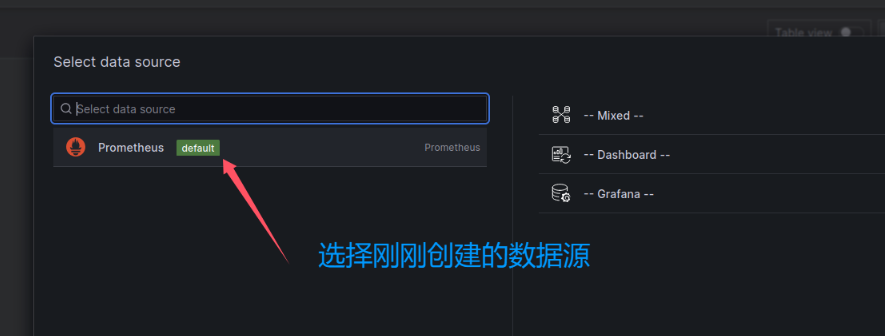 Table view
Select data source
Select data source
Prometheus default Prometheus
-- Mixed --
-- Dashboard --
-- Grafana --
选择刚刚创建的数据源